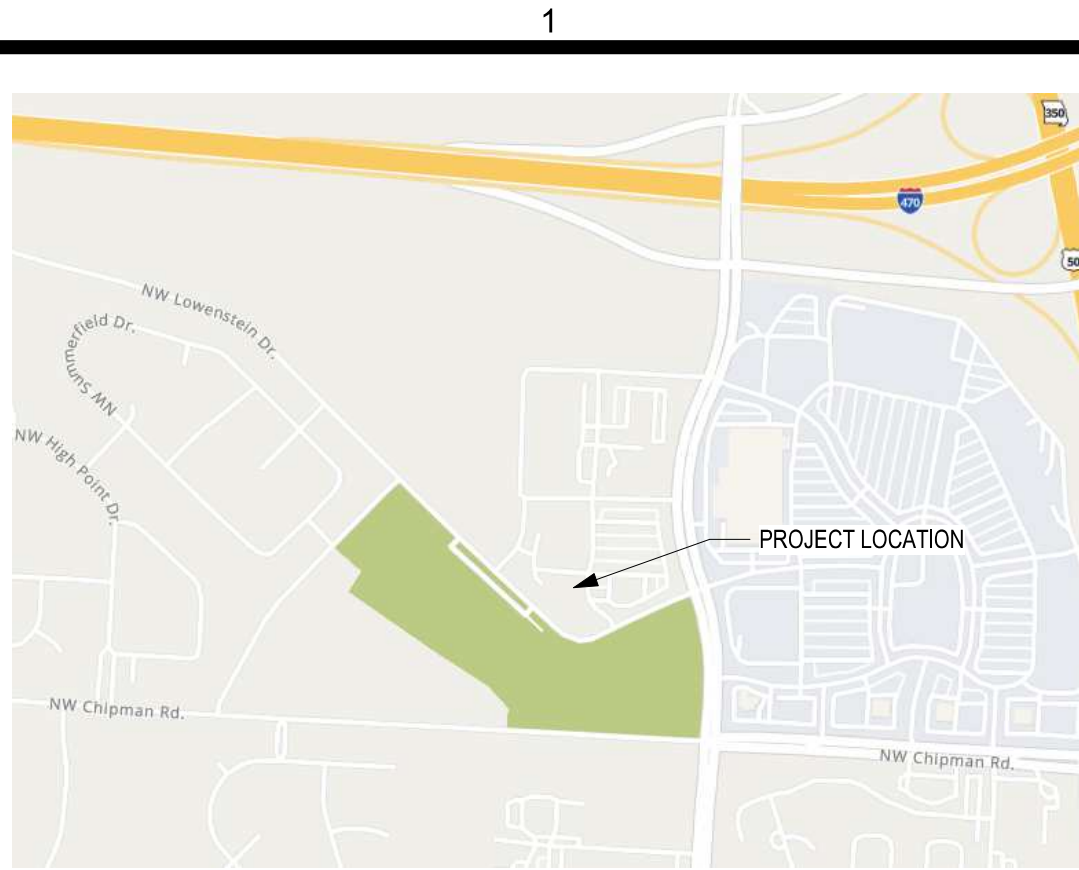 1
350
470
50
NW Lowenstein Dr.
NW Summerfield Dr.
NW High Point Dr.
PROJECT LOCATION
NW Chipman Rd.
NW Chipman Rd.